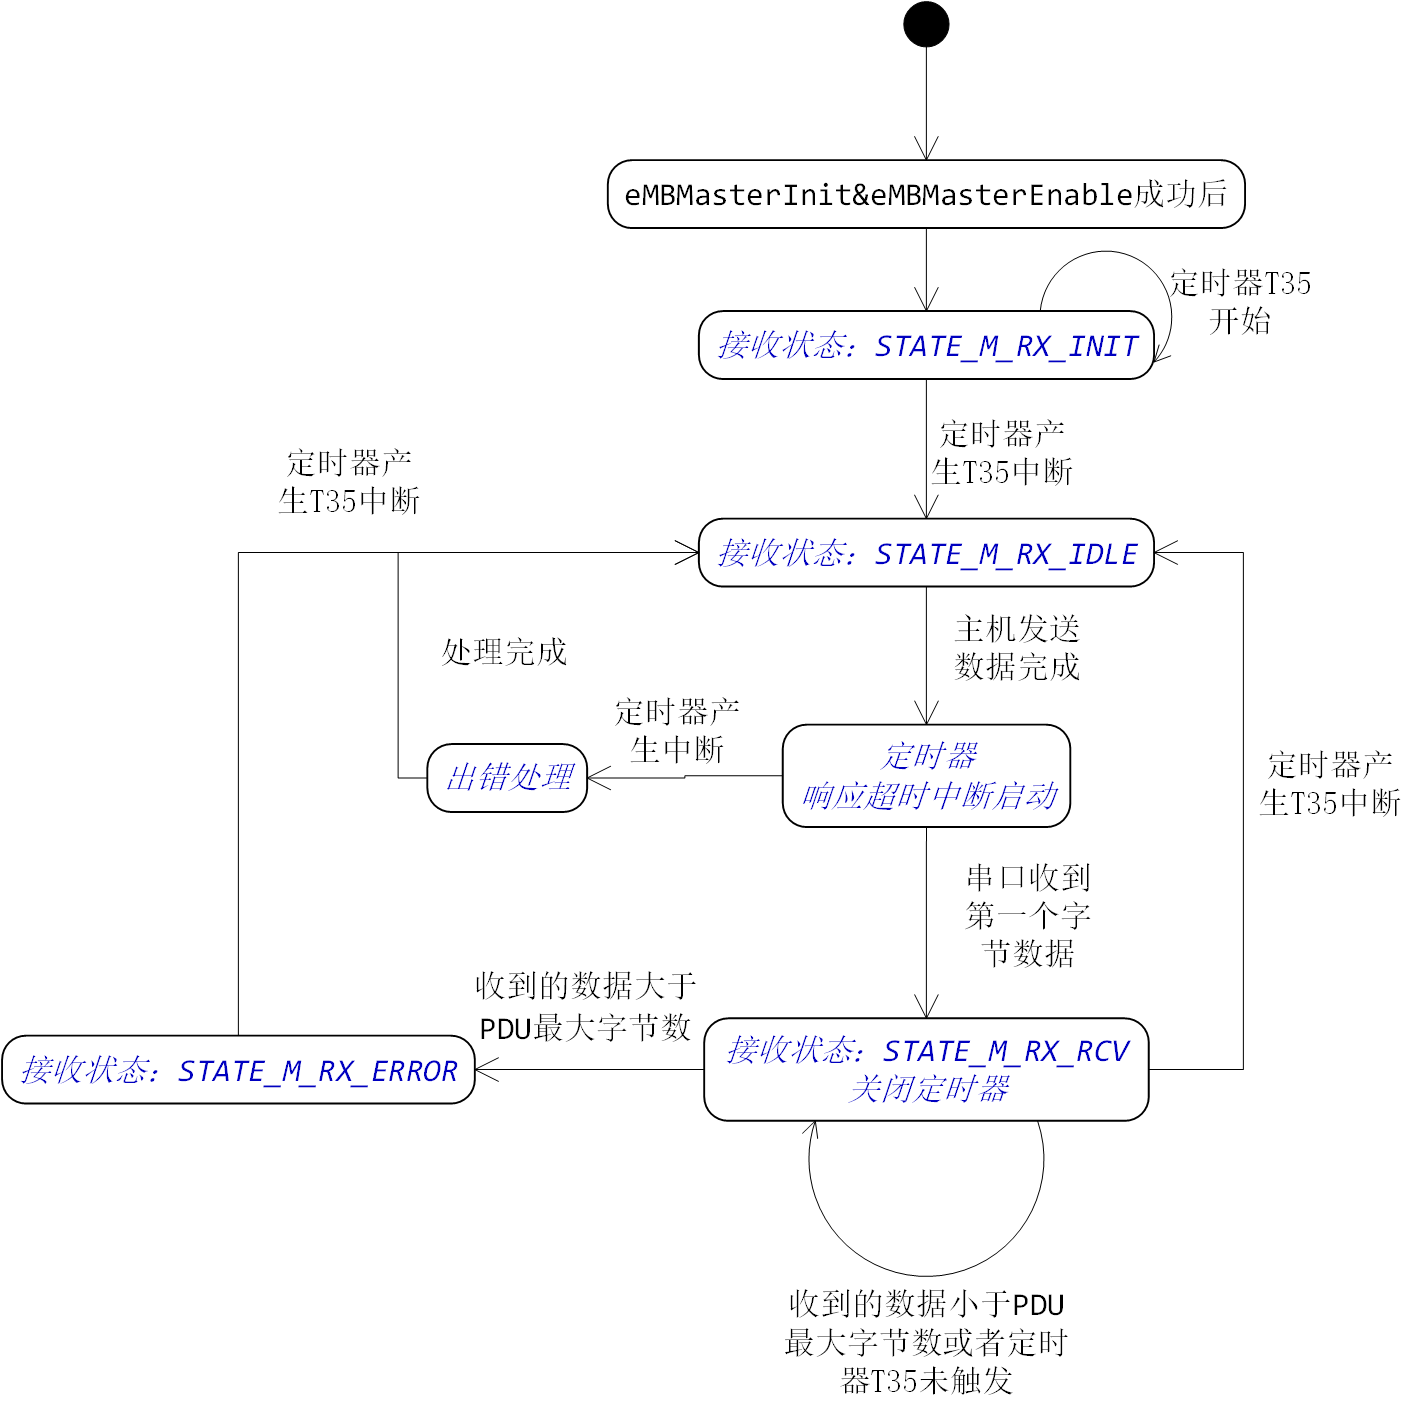 eMBMasterInit&eMBMasterEnable成功后
定时器T35
开始
接收状态：STATE_M_RX_INIT
定时器产
生T35中断
定时器产
生T35中断
接收状态：STATE_M_RX_IDLE
主机发送
数据完成
处理完成
定时器产
生中断
定时器
响应超时中断启动
出错处理
定时器产
生T35中断
串口收到
第一个字
节数据
收到的数据大于
PDU最大字节数
接收状态：STATE_M_RX_RCV
关闭定时器
接收状态：STATE_M_RX_ERROR
收到的数据小于PDU
最大字节数或者定时
器T35未触发